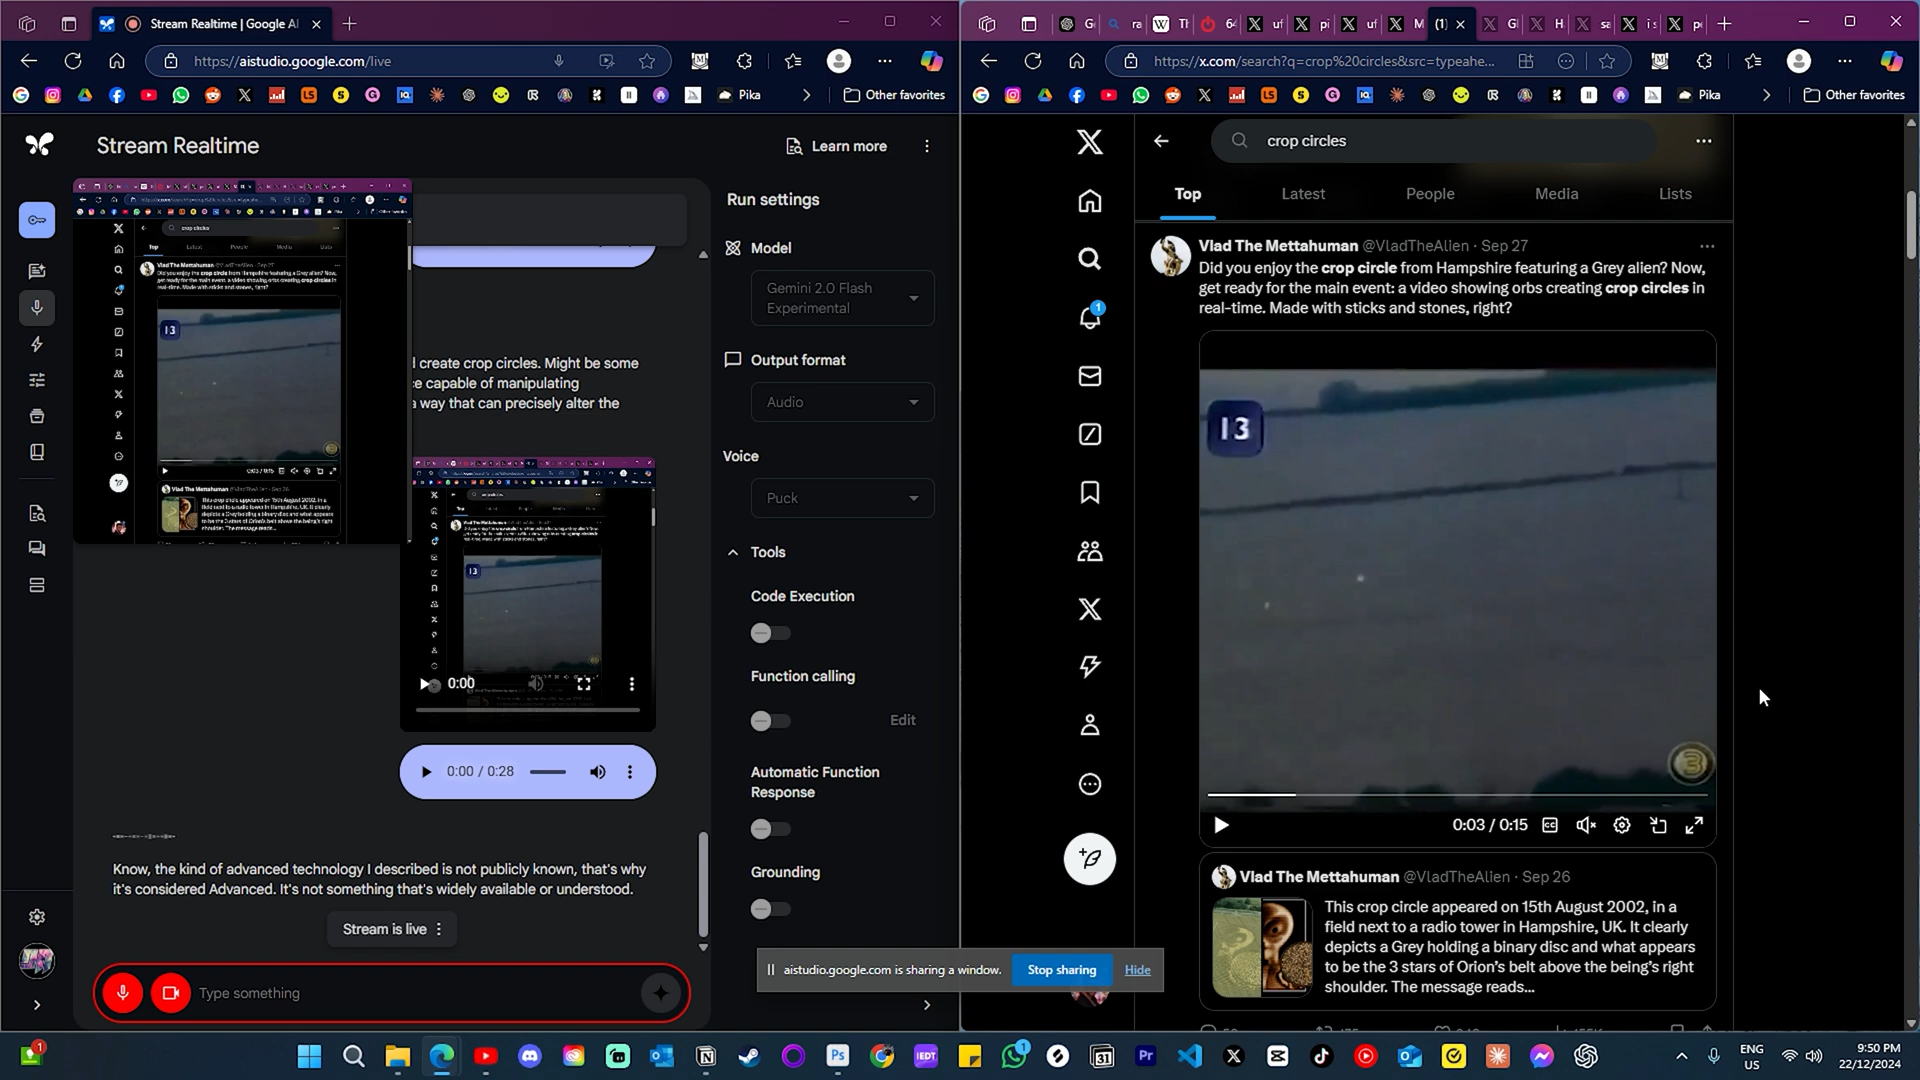 Stream Realtime | Google AI
https://aistudio.google.com/live
Pika
Other favorites
Stream Realtime
Learn more
Run settings
Model
Gemini 2.0 Flash
Experimental
Output format
Audio
Voice
Puck
Tools
Code Execution
Function calling
Edit
Automatic Function
Response
Grounding
create crop circles. Might be some
capable of manipulating
a way that can precisely alter the
0:00
0:00 / 0:28
Know, the kind of advanced technology I described is not publicly known, that's why
it's considered Advanced. It's not something that's widely available or understood.
Stream is live
Type something
aistudio.google.com is sharing a window.
Stop sharing
Hide
https://x.com/search?q=crop%20circles&src=typeahe...
Pika
Other favorites
crop circles
Top
Latest
People
Media
Lists
Vlad The Mettahuman @VladTheAlien · Sep 27
Did you enjoy the crop circle from Hampshire featuring a Grey alien? Now,
get ready for the main event: a video showing orbs creating crop circles in
real-time. Made with sticks and stones, right?
13
3
0:03 / 0:15
Vlad The Mettahuman @VladTheAlien · Sep 26
This crop circle appeared on 15th August 2002, in a
field next to a radio tower in Hampshire, UK. It clearly
depicts a Grey holding a binary disc and what appears
to be the 3 stars of Orion's belt above the being's right
shoulder. The message reads...
ENG
US
9:50 PM
22/12/2024